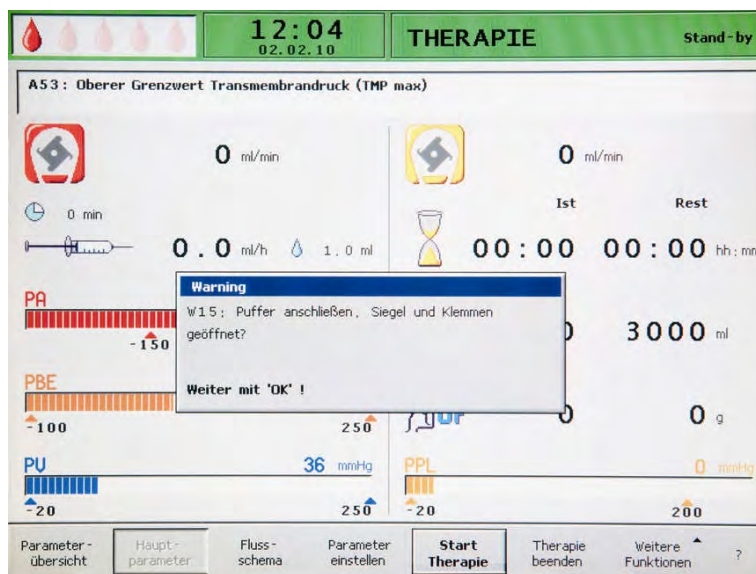 12:04
02.02.10
THERAPIE
Stand-by
A53: Oberer Grenzwert Transmembrandruck (TMP max)
0 ml/min
0 ml/min
0 min
Ist Rest
0.0 ml/h 1.0 ml
00:00 00:00 hh:mm
PA
-150
Warning
W15: Puffer anschließen, Siegel und Klemmen
geöffnet?
Weiter mit 'OK' !
3000 ml
PBE
-100 250
UF 0 0 g
PV 36 mmHg
-20 250
PPL 0 mmHg
-20 200
Parameter-
übersicht
Haupt-
parameter
Fluss-
schema
Parameter
einstellen
Start
Therapie
Therapie
beenden
Weitere
Funktionen
?